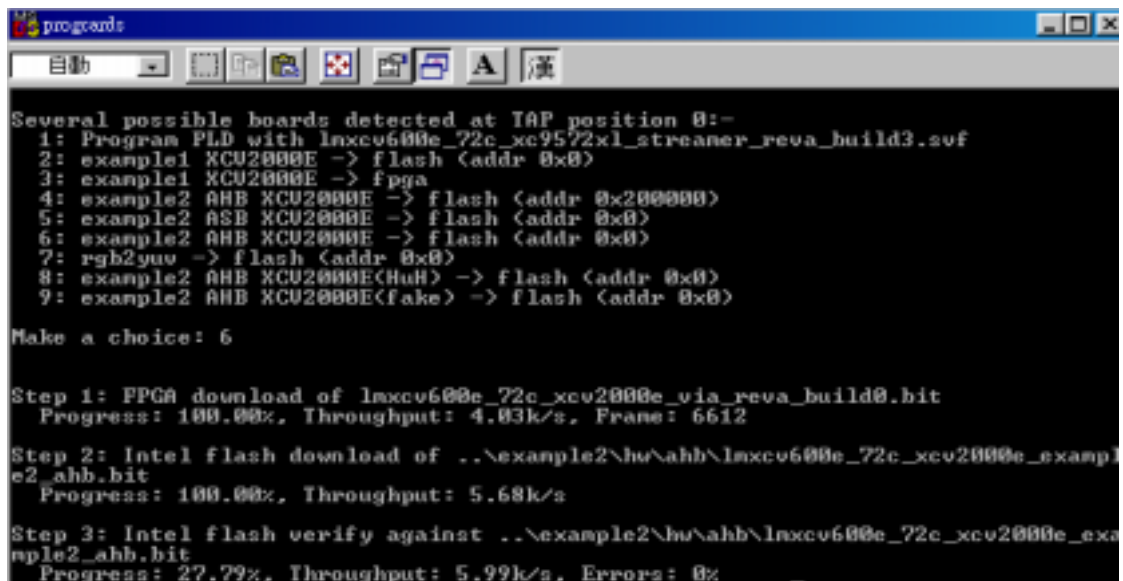 progcards
自動
A 漢
Several possible boards detected at TAP position 0:-
1: Program PLD with lmxcv600e_72c_xc9572xl_streamer_reva_build3.svf
2: example1 XCV2000E -> flash (addr 0x0)
3: example1 XCV2000E -> fpga
4: example2 AHB XCV2000E -> flash (addr 0x200000)
5: example2 ASB XCV2000E -> flash (addr 0x0)
6: example2 AHB XCV2000E -> flash (addr 0x0)
7: rgb2yuv -> flash (addr 0x0)
8: example2 AHB XCV2000E(HuH) -> flash (addr 0x0)
9: example2 AHB XCV2000E(fake) -> flash (addr 0x0)
Make a choice: 6
Step 1: FPGA download of lmxcv600e_72c_xcv2000e_via_reva_build0.bit
Progress: 100.00%, Throughput: 4.03k/s, Frame: 6612
Step 2: Intel flash download of ..\example2\hw\ahb\lmxcv600e_72c_xcv2000e_exampl
e2_ahb.bit
Progress: 100.00%, Throughput: 5.68k/s
Step 3: Intel flash verify against ..\example2\hw\ahb\lmxcv600e_72c_xcv2000e_exa
mple2_ahb.bit
Progress: 27.79%, Throughput: 5.99k/s, Errors: 0%